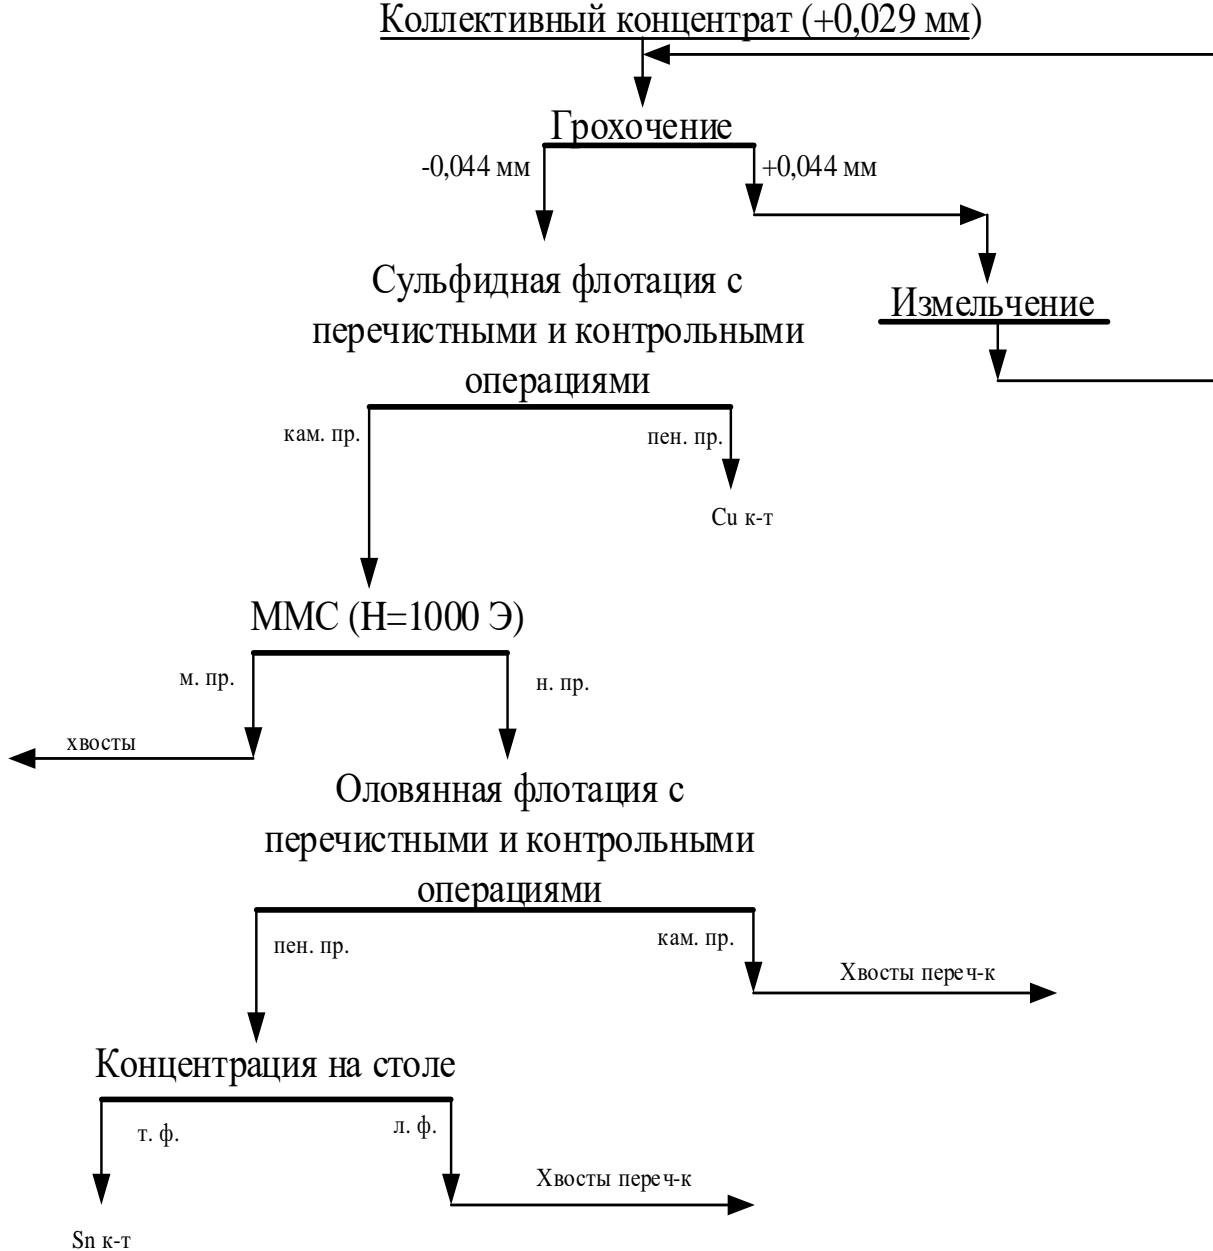 Коллективный концентрат (+0,029 мм)
Грохочение
-0,044 мм
+0,044 мм
Сульфидная флотация с
перечистными и контрольными
операциями
Измельчение
кам. пр.
пен. пр.
Cu к-т
ММС (Н=1000 Э)
м. пр.
н. пр.
хвосты
Оловянная флотация с
перечистными и контрольными
операциями
пен. пр.
кам. пр.
Хвосты переч-к
Концентрация на столе
т. ф.
л. ф.
Хвосты переч-к
Sn к-т